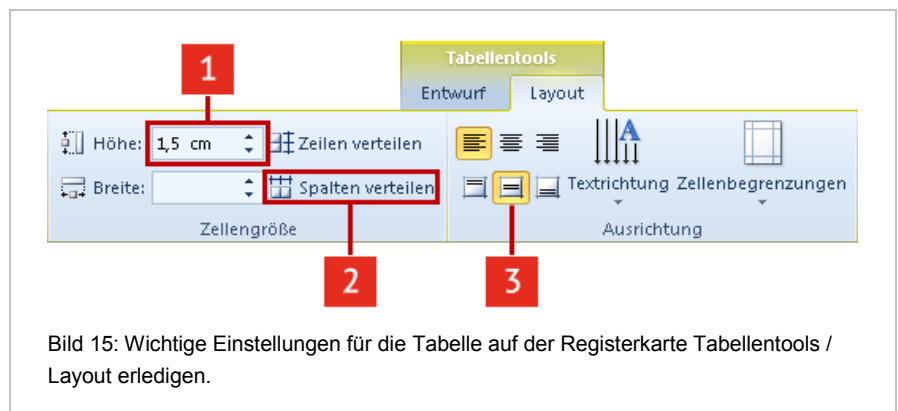 1
Tabellentools
Entwurf Layout
Höhe: 1,5 cm Zeilen verteilen
Breite: Spalten verteilen Textrichtung Zellenbegrenzungen
Zellengröße Ausrichtung
2 3
Bild 15: Wichtige Einstellungen für die Tabelle auf der Registerkarte Tabellentools /
Layout erledigen.